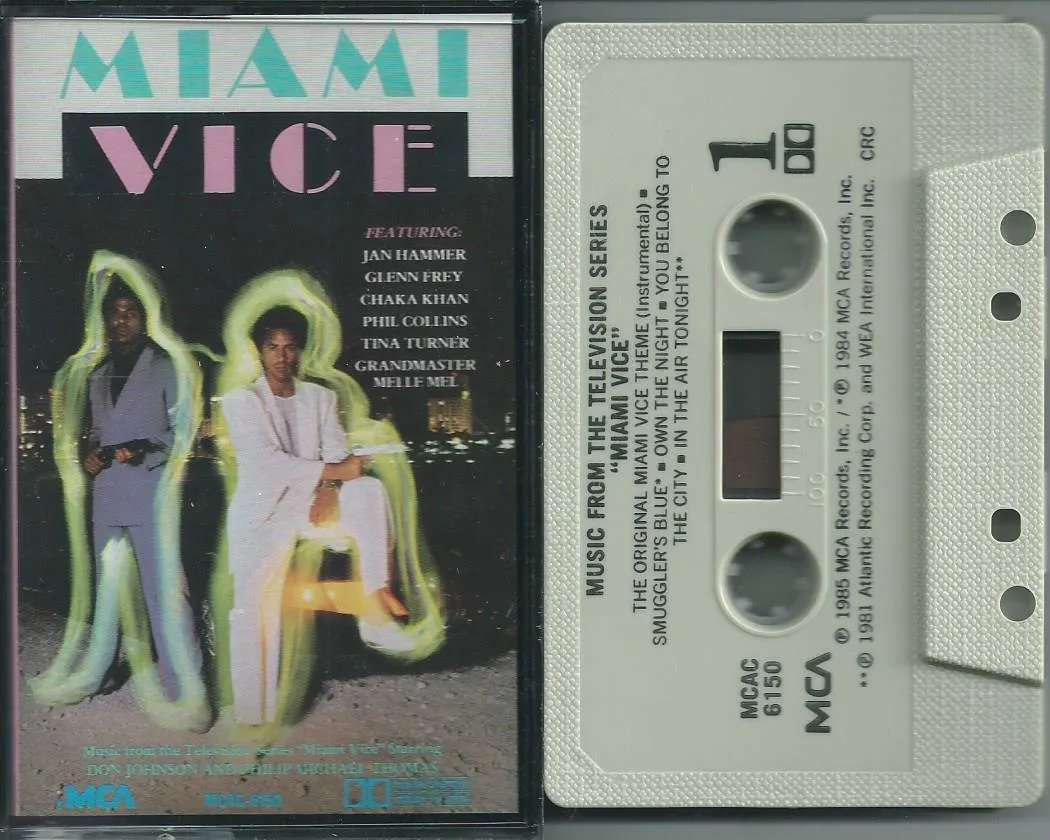 MIAMI
VICE
FEATURING:
JAN HAMMER
GLENN FREY
CHAKA KHAN
PHIL COLLINS
TINA TURNER
GRANDMASTER
MELLE MEL
Music from the Television Series "Miami Vice" Starring
DON JOHNSON AND PHILIP MICHAEL THOMAS
MCA
MCAC-6150
1
MUSIC FROM THE TELEVISION SERIES
"MIAMI VICE"
THE ORIGINAL MIAMI VICE THEME (Instrumental) ■
SMUGGLER'S BLUE* ■ OWN THE NIGHT ■ YOU BELONG TO
THE CITY ■ IN THE AIR TONIGHT**
100 50 0
MCAC
6150
MCA
℗ 1985 MCA Records, Inc. / *℗ 1984 MCA Records, Inc.
**℗ 1981 Atlantic Recording Corp. and WEA International Inc. CRC